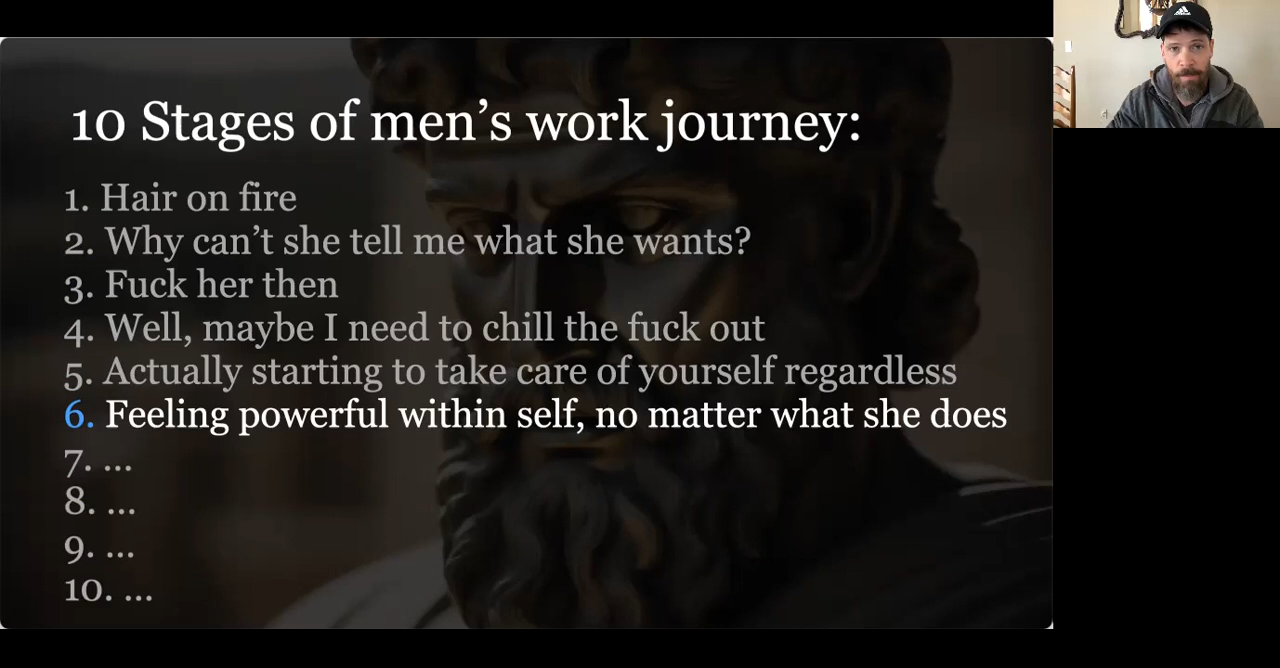 10 Stages of men’s work journey:
1. Hair on fire
2. Why can’t she tell me what she wants?
3. Fuck her then
4. Well, maybe I need to chill the fuck out
5. Actually starting to take care of yourself regardless
6. Feeling powerful within self, no matter what she does
7. ...
8. ...
9. ...
10. ...